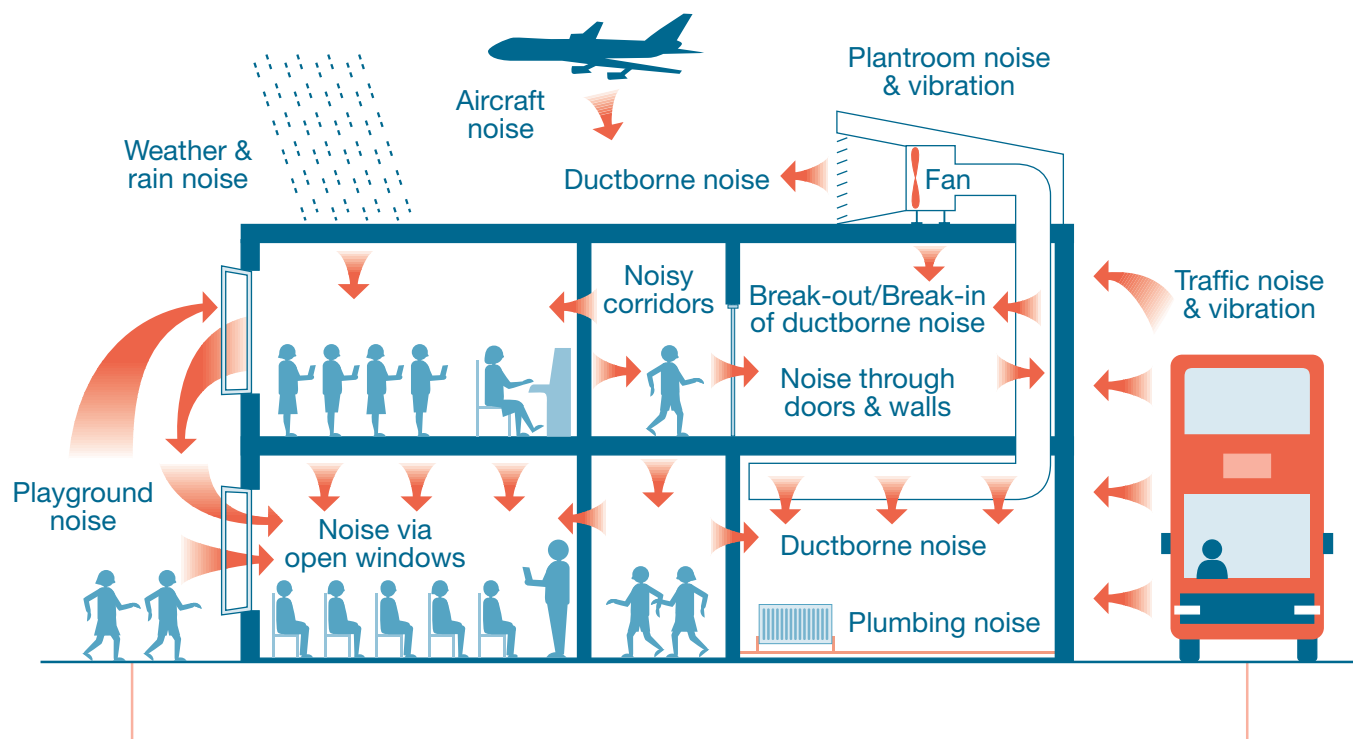 Plantroom noise
& vibration
Aircraft
noise
Weather &
rain noise
Ductborne noise
Fan
Noisy
corridors
Break-out/Break-in
of ductborne noise
Traffic noise
& vibration
Noise through
doors & walls
Playground
noise
Noise via
open windows
Ductborne noise
Plumbing noise